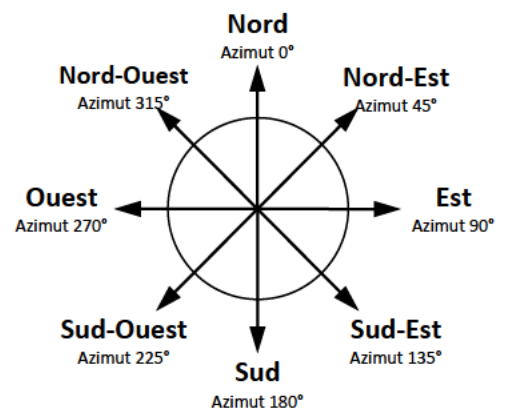 Nord
Azimut 0°
Nord-Ouest
Azimut 315°
Nord-Est
Azimut 45°
Ouest
Azimut 270°
Est
Azimut 90°
Sud-Ouest
Azimut 225°
Sud-Est
Azimut 135°
Sud
Azimut 180°